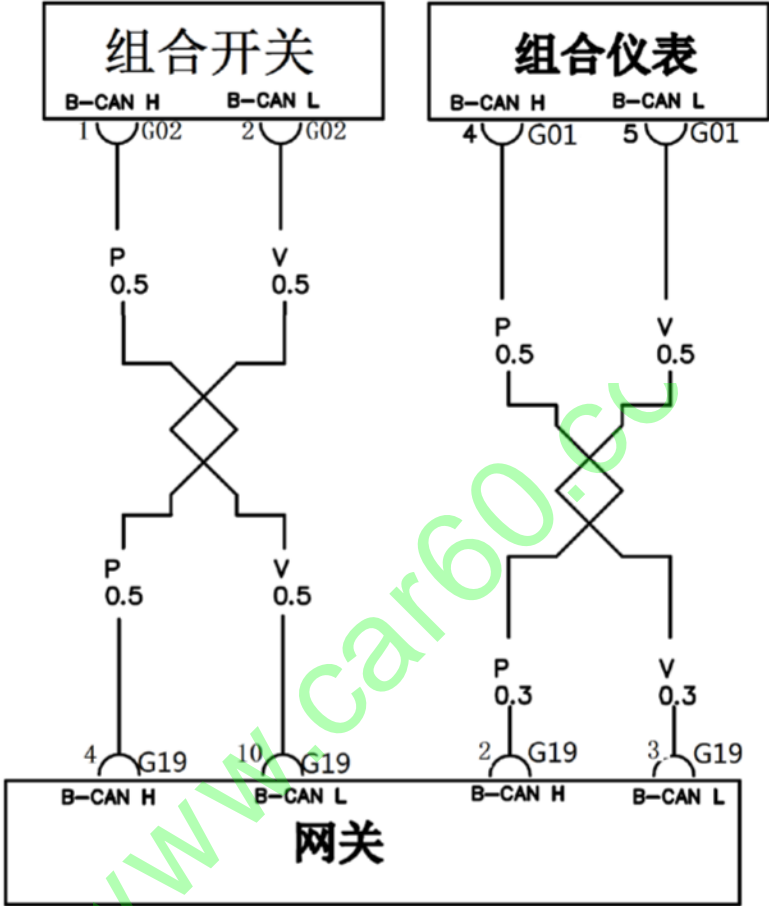 组合开关
组合仪表
B-CAN H
B-CAN L
B-CAN H
B-CAN L
1
G02
2
G02
4
G01
5
G01
P
0.5
V
0.5
P
0.5
V
0.5
P
0.5
V
0.5
P
0.3
V
0.3
4
G19
10
G19
2
G19
3
G19
B-CAN H
B-CAN L
B-CAN H
B-CAN L
网关
www.car60.co